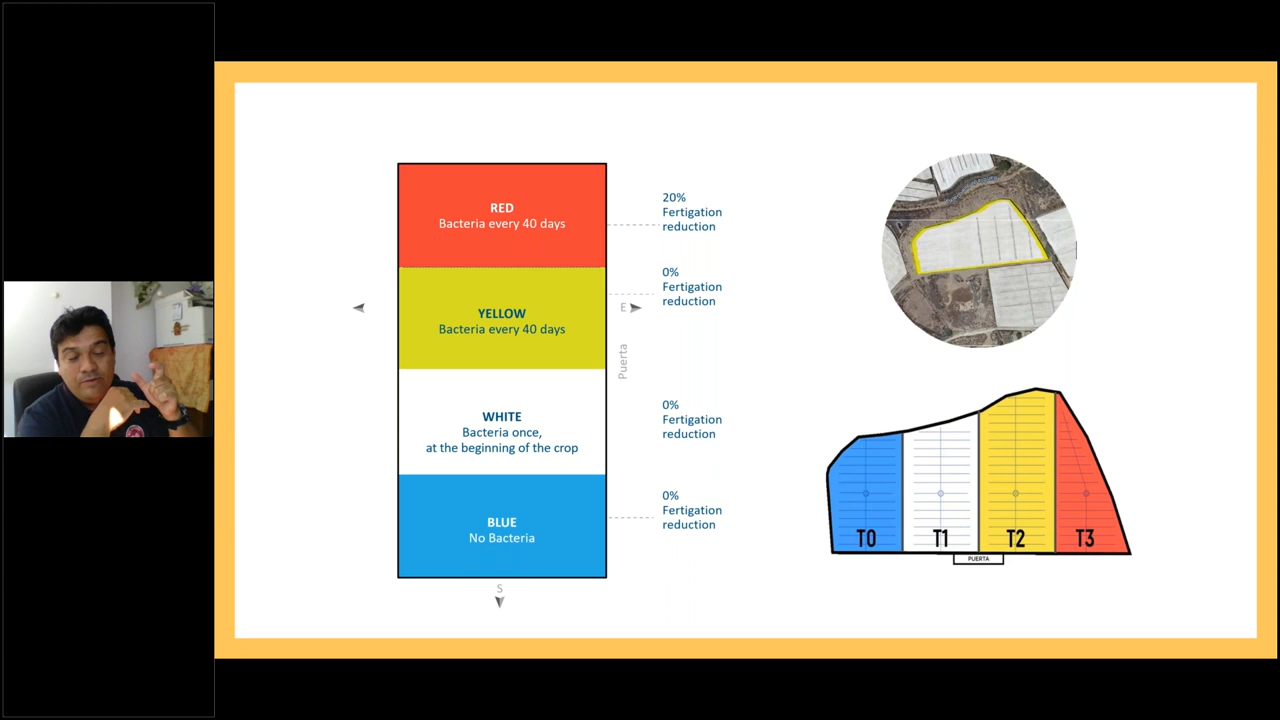 RED
Bacteria every 40 days
20%
Fertigation
reduction
YELLOW
Bacteria every 40 days
0%
Fertigation
reduction
E
Puerta
WHITE
Bacteria once,
at the beginning of the crop
0%
Fertigation
reduction
BLUE
No Bacteria
0%
Fertigation
reduction
S
T0
T1
T2
T3
PUERTA